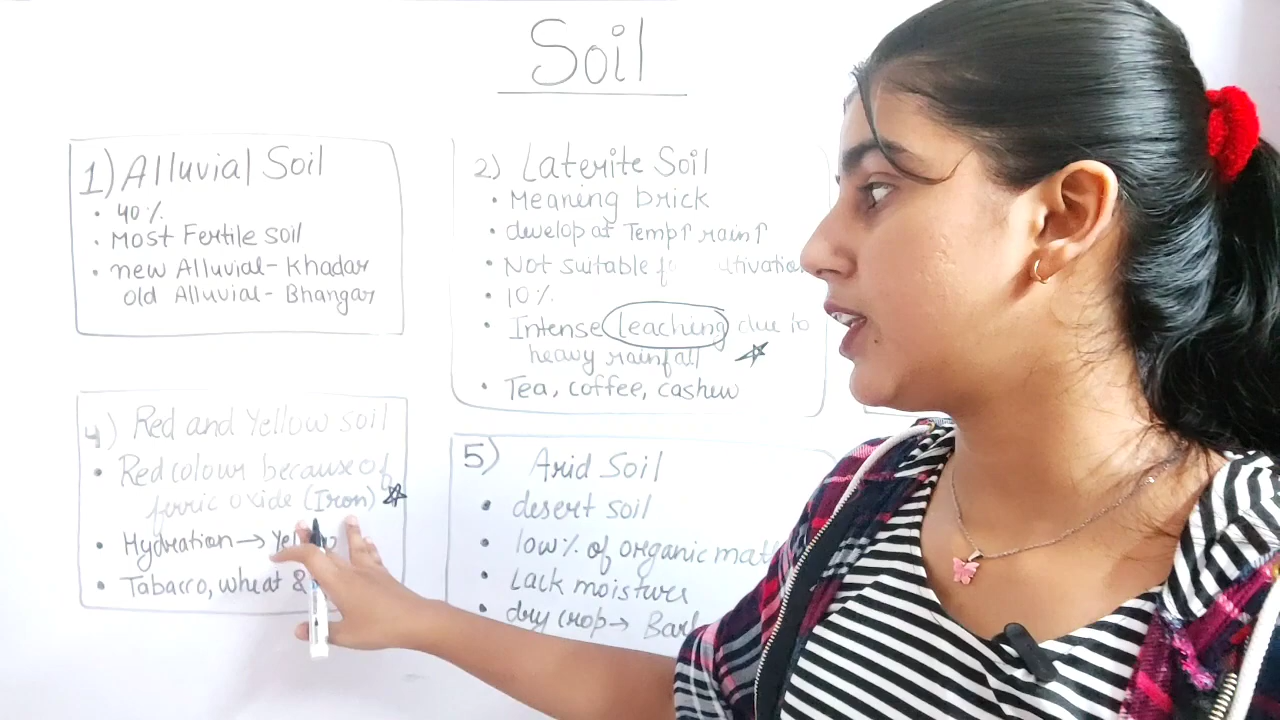 Soil
1) Alluvial Soil
• 40%.
• Most Fertile soil
• new Alluvial - Khadar
old Alluvial - Bhangar
2) Laterite Soil
• Meaning brick
• develop at Temp↑ rain↑
• Not suitable
• 10%.
• Intense leaching due to
heavy rainfall
• Tea, coffee, cashew
4) Red and Yellow soil
• Red colour because of
ferric oxide (Iron)
• Hydration →
• Tabacco, wheat &
5) Arid Soil
• desert soil
• low % of organic
• Lack moisture
• dry crop →